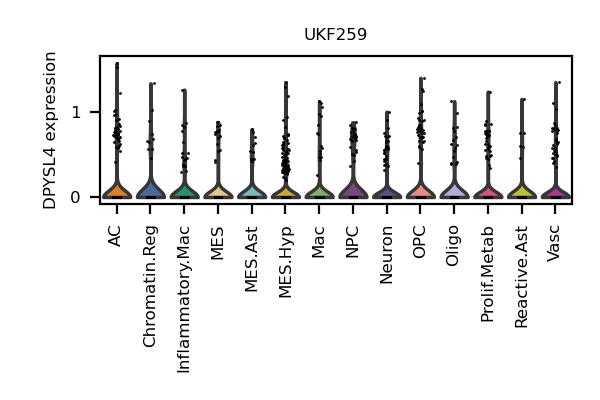 UKF259
DPYSL4 expression
1
0
AC
Chromatin.Reg
Inflammatory.Mac
MES
MES.Ast
MES.Hyp
Mac
NPC
Neuron
OPC
Oligo
Prolif.Metab
Reactive.Ast
Vasc